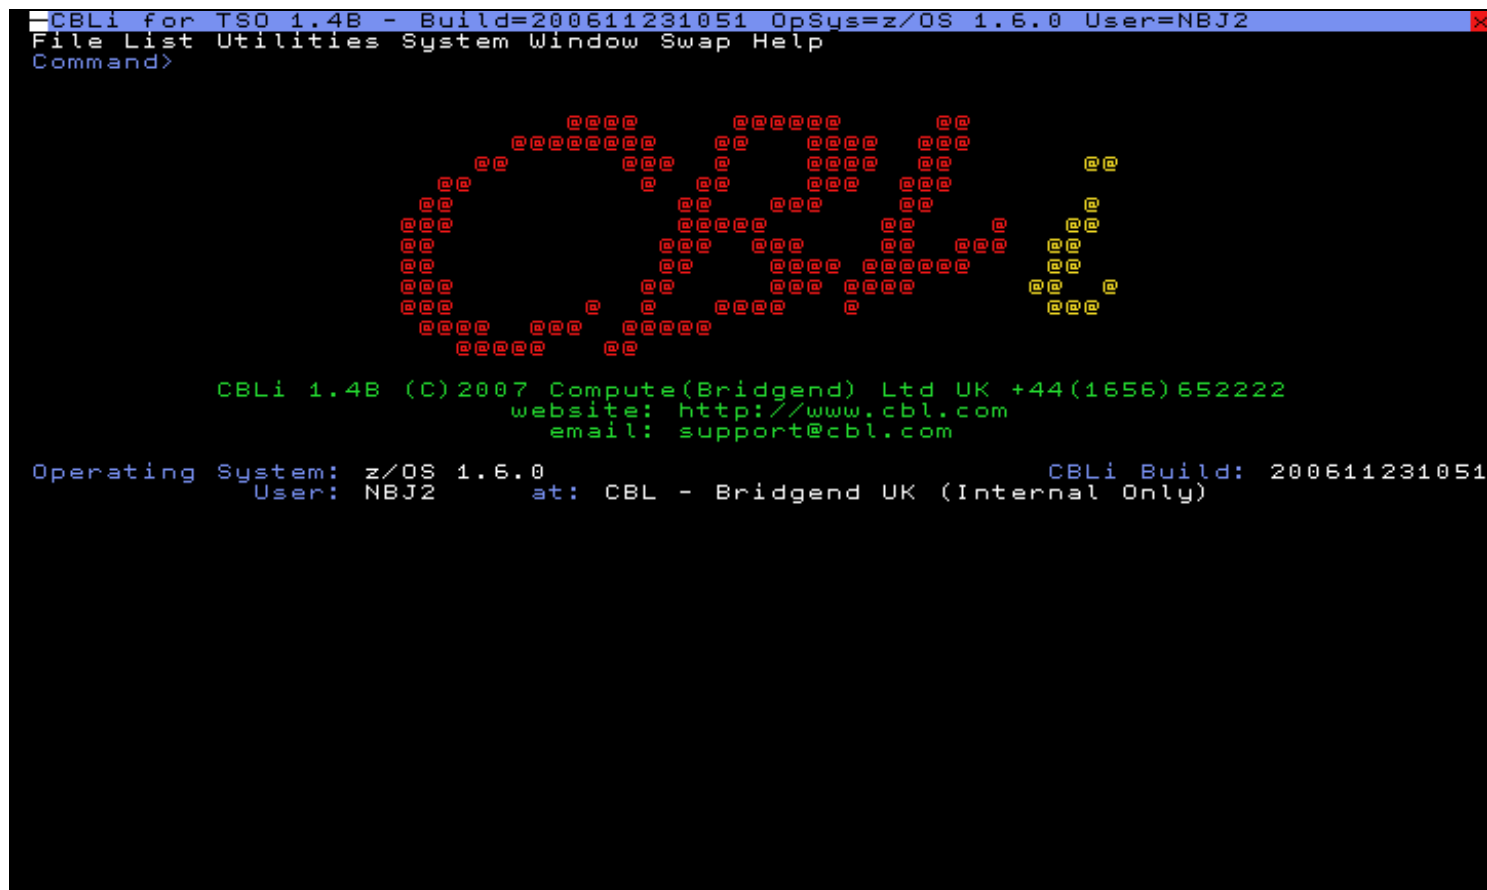 CBLi for TSO 1.4B - Build=200611231051 OpSys=z/OS 1.6.0 User=NBJ2 x
File List Utilities System Window Swap Help
Command>
CBLi
CBLi 1.4B (C)2007 Compute(Bridgend) Ltd UK +44(1656)652222
website: http://www.cbl.com
email: support@cbl.com
Operating System: z/OS 1.6.0 CBLi Build: 200611231051
User: NBJ2 at: CBL - Bridgend UK (Internal Only)